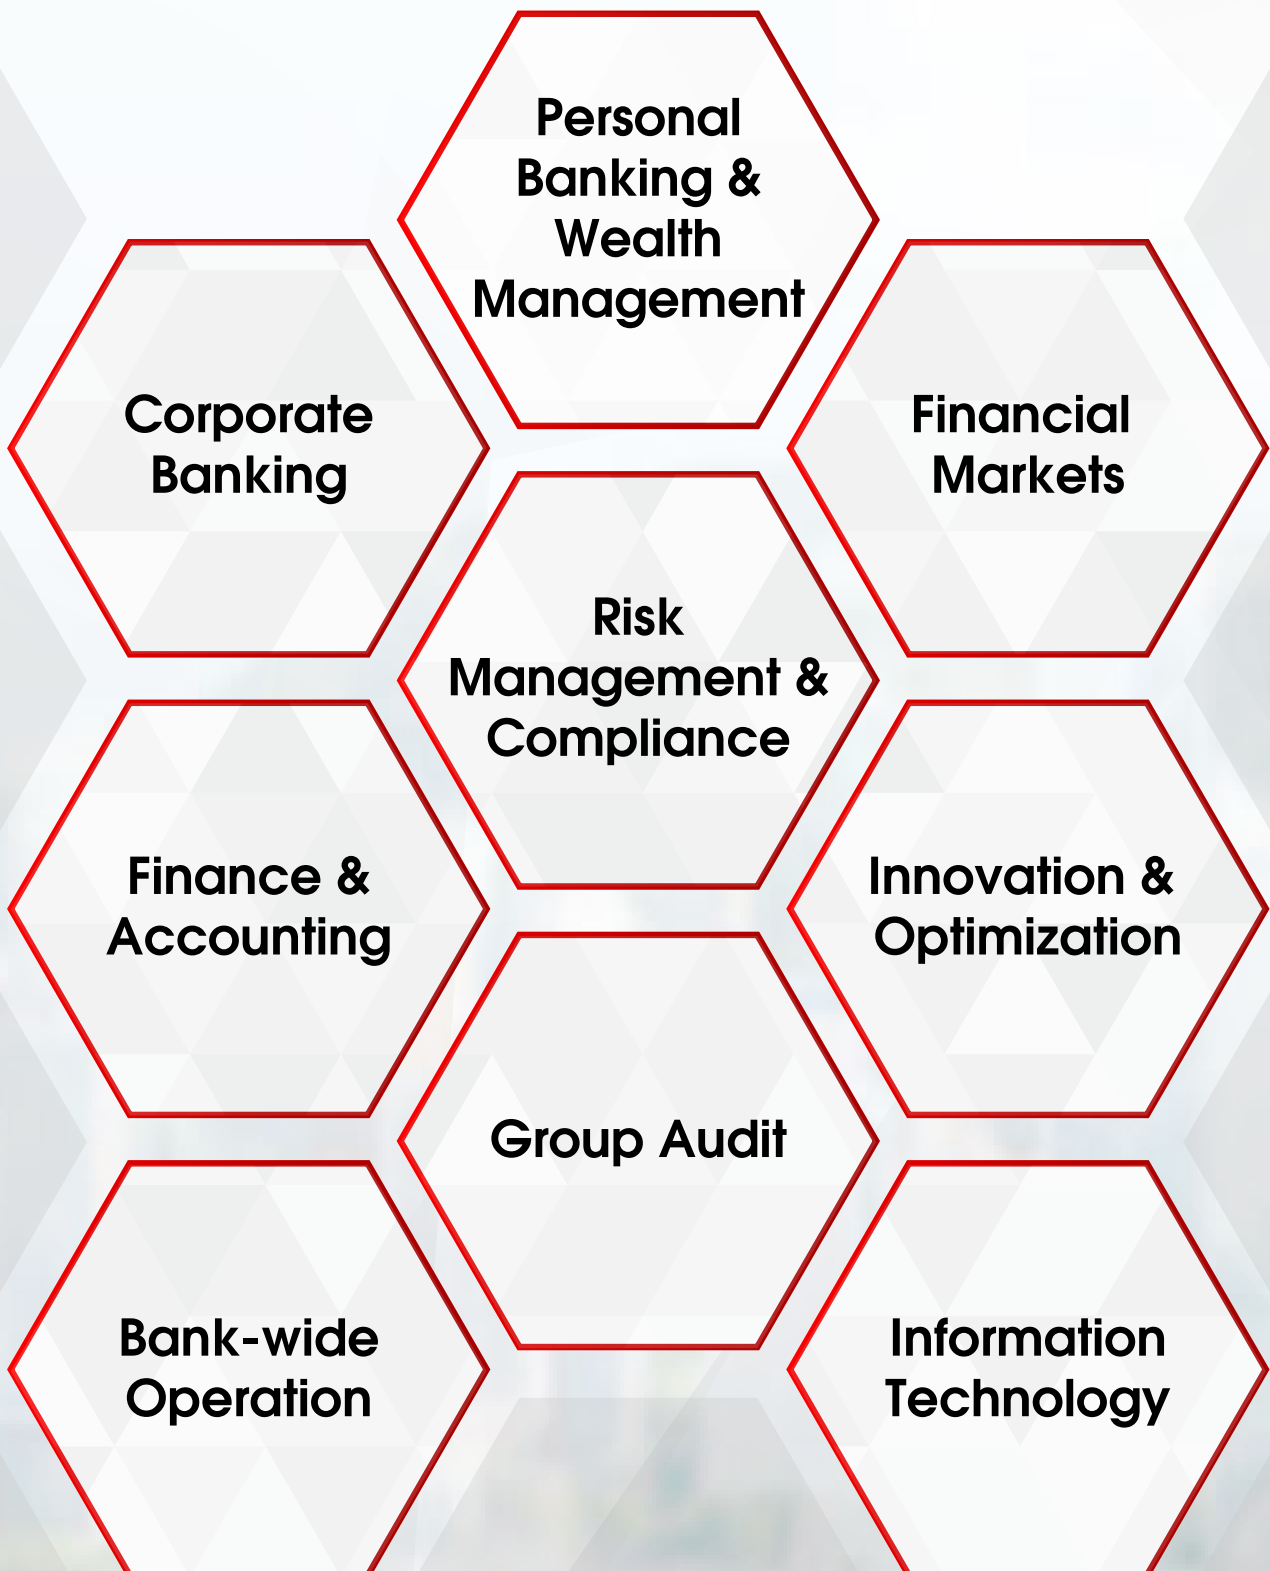 Personal
Banking &
Wealth
Management
Corporate
Banking
Financial
Markets
Risk
Management &
Compliance
Finance &
Accounting
Innovation &
Optimization
Group Audit
Bank-wide
Operation
Information
Technology